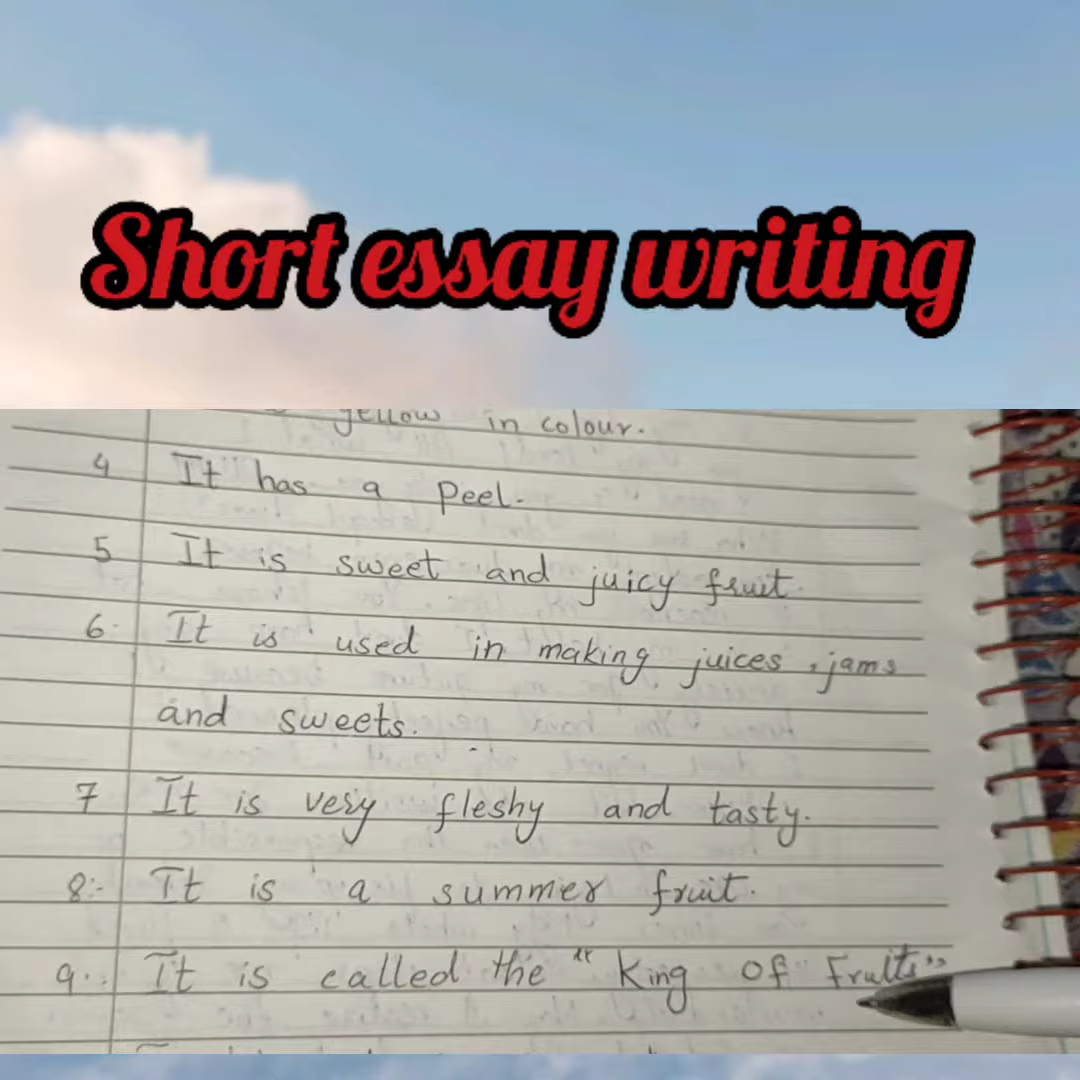 Short essay writing
yellow in colour.
4 It has a Peel.
5 It is sweet and juicy fruit.
6. It is used in making juices, jams
and sweets.
7 It is very fleshy and tasty.
8:- It is a summer fruit.
9.. It is called the "King of Fruits"